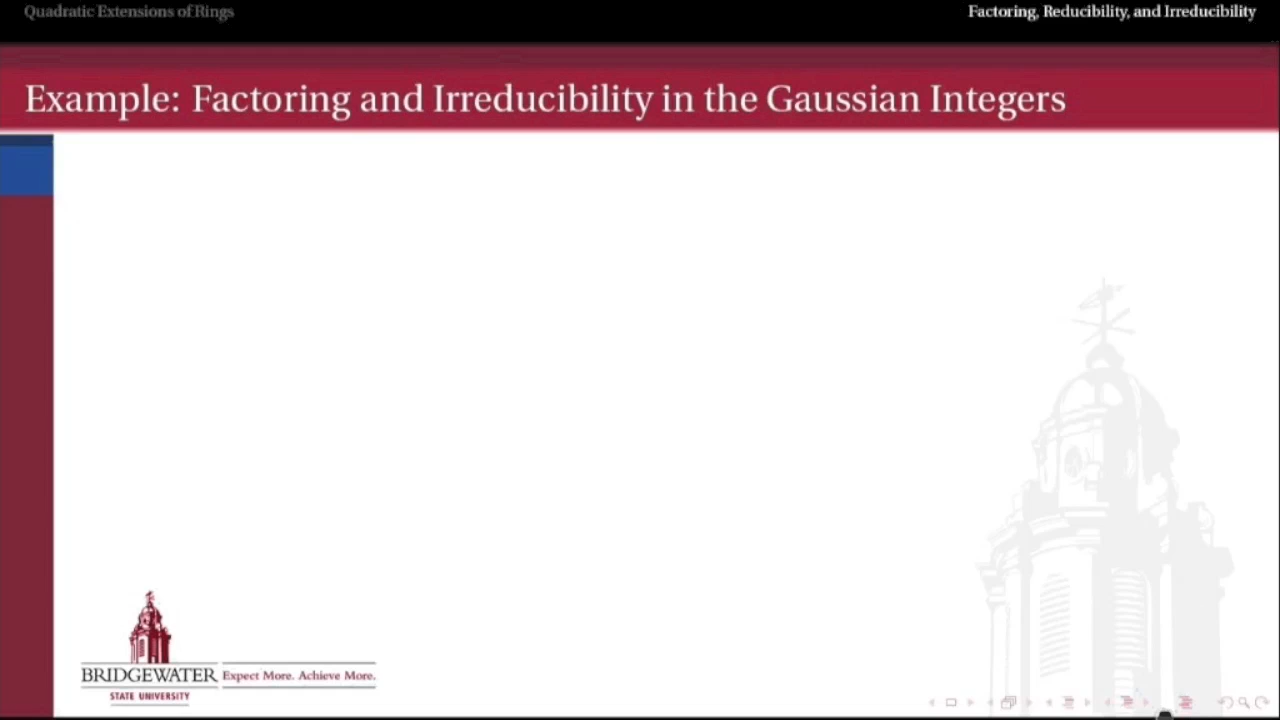 Quadratic Extensions of Rings
Factoring, Reducibility, and Irreducibility
Example: Factoring and Irreducibility in the Gaussian Integers
BRIDGEWATER Expect More. Achieve More.
STATE UNIVERSITY